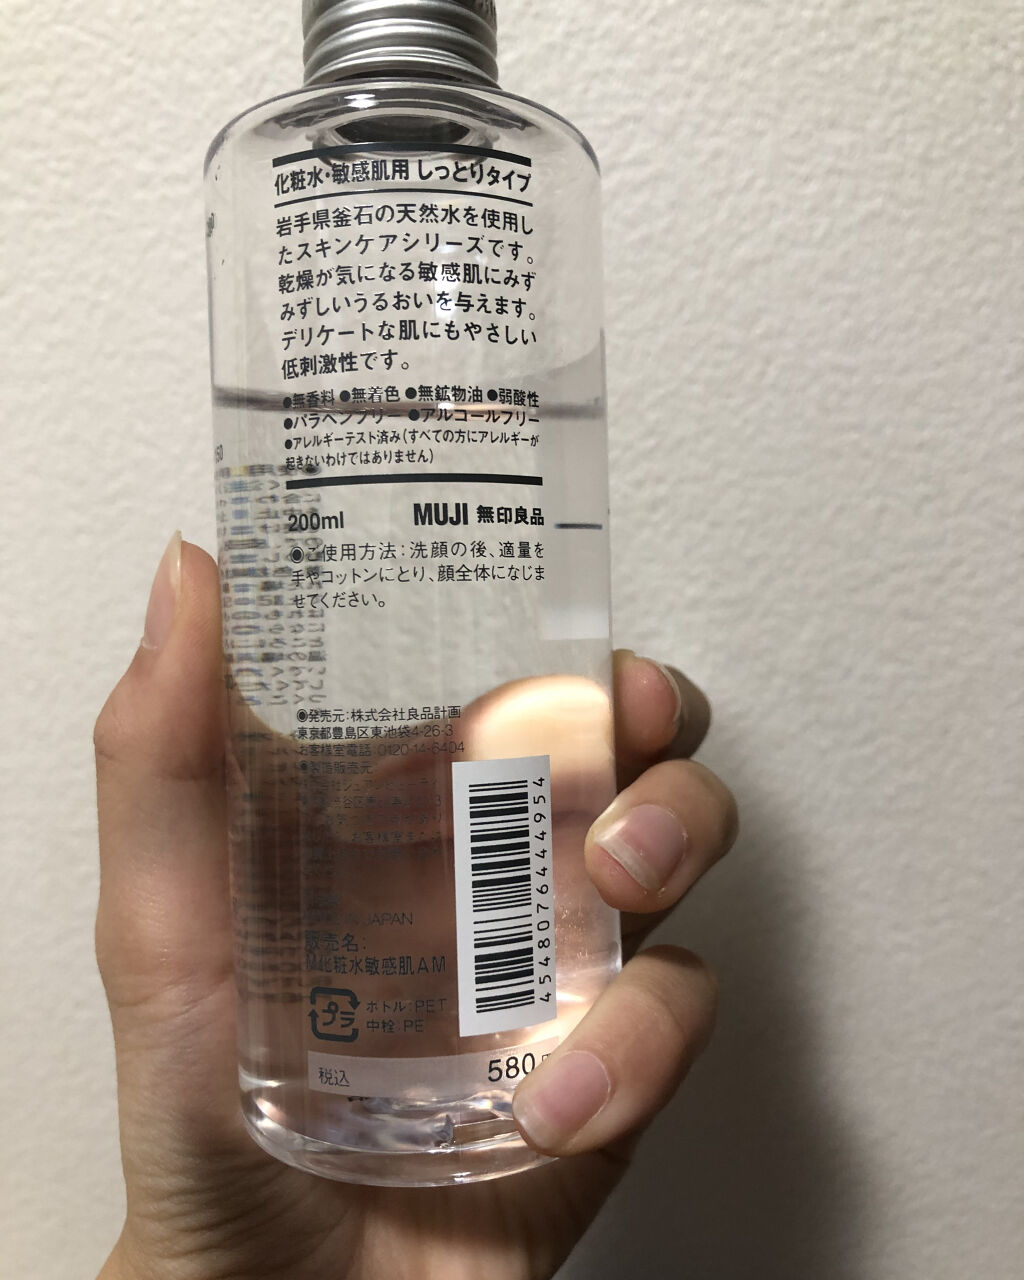 化粧水・敏感肌用 しっとりタイプ
岩手県釜石の天然水を使用し
たスキンケアシリーズです。
乾燥が気になる敏感肌にみず
みずしいうるおいを与えます。
デリケートな肌にもやさしい
低刺激性です。
●無香料 ●無着色 ●無鉱物油 ●弱酸性
●パラベンフリー ●アルコールフリー
●アレルギーテスト済み(すべての方にアレルギーが
起きないわけではありません)
200ml MUJI 無印良品
◉ご使用方法:洗顔の後、適量を
手やコットンにとり、顔全体になじま
せてください。
◉発売元:株式会社良品計画
東京都豊島区東池袋4-26-3
お客様室電話 0120-14-6404
◉製造販売元
JAPAN
販売名:
M化粧水敏感肌AM
プラ
ホトル:PET
中栓:PE
4548076444954
税込 580円